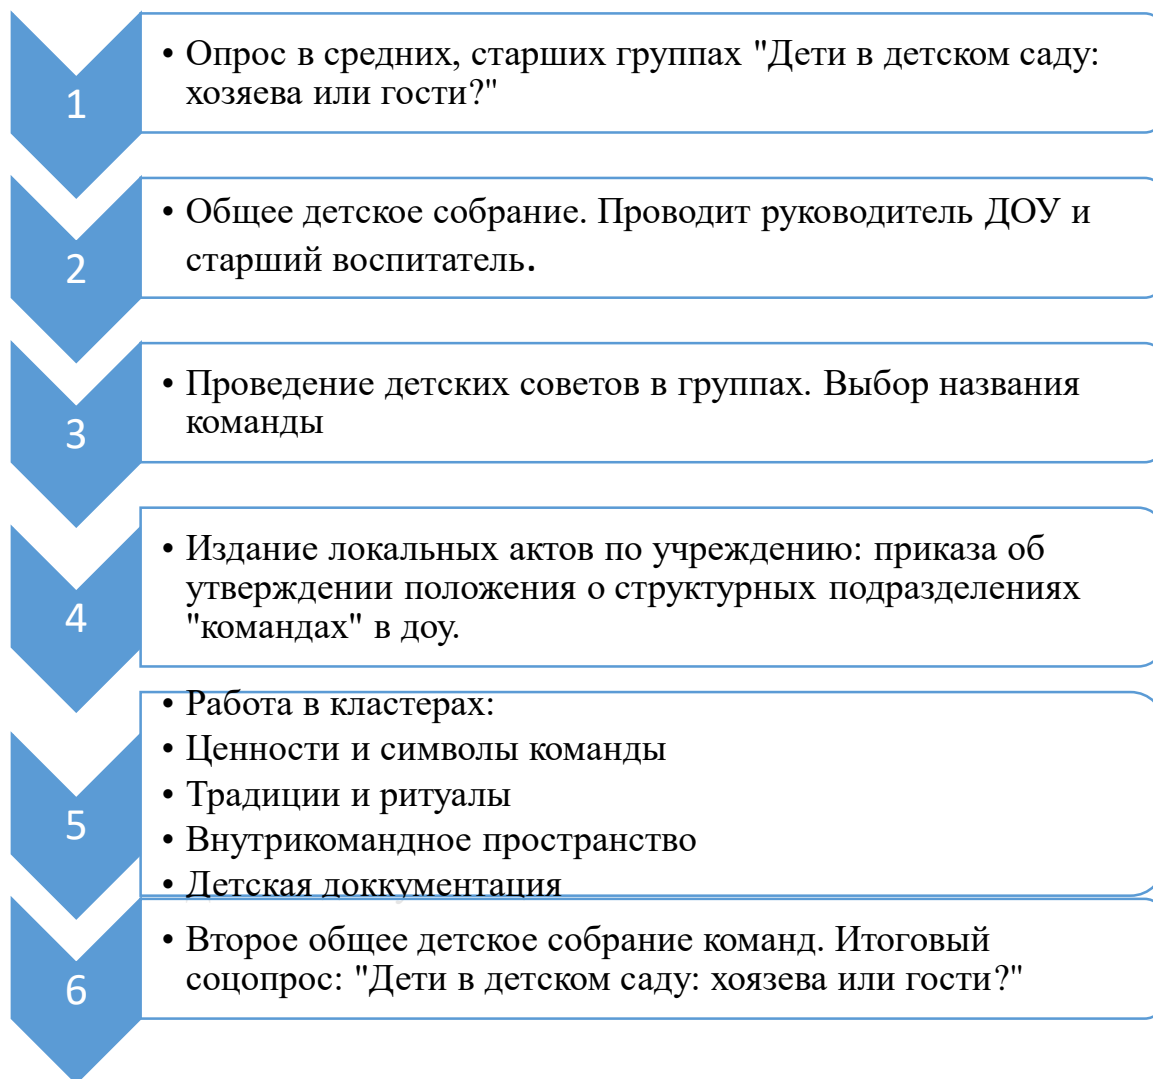 1
• Опрос в средних, старших группах "Дети в детском саду:
хозяева или гости?"
2
• Общее детское собрание. Проводит руководитель ДОУ и
старший воспитатель.
3
• Проведение детских советов в группах. Выбор названия
команды
4
• Издание локальных актов по учреждению: приказа об
утверждении положения о структурных подразделениях
"командах" в доу.
5
• Работа в кластерах:
• Ценности и символы команды
• Традиции и ритуалы
• Внутрикомандное пространство
• Детская доккументация
6
• Второе общее детское собрание команд. Итоговый
соцопрос: "Дети в детском саду: хоязева или гости?"